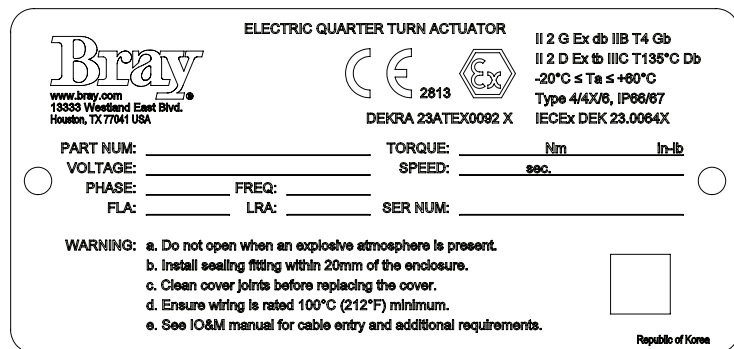 ELECTRIC QUARTER TURN ACTUATOR
Bray®
www.bray.com
13333 Westland East Blvd.
Houston, TX 77041 USA
CE 2813
Ex
DEKRA 23ATEX0092 X
II 2 G Ex db IIB T4 Gb
II 2 D Ex tb IIIC T135°C Db
-20°C ≤ Ta ≤ +60°C
Type 4/4X/6, IP66/67
IECEx DEK 23.0064X
PART NUM: TORQUE: Nm In-lb
VOLTAGE: SPEED: sec.
PHASE: FREQ:
FLA: LRA: SER NUM:
WARNING: a. Do not open when an explosive atmosphere is present.
b. Install sealing fitting within 20mm of the enclosure.
c. Clean cover joints before replacing the cover.
d. Ensure wiring is rated 100°C (212°F) minimum.
e. See IO&M manual for cable entry and additional requirements.
Republic of Korea